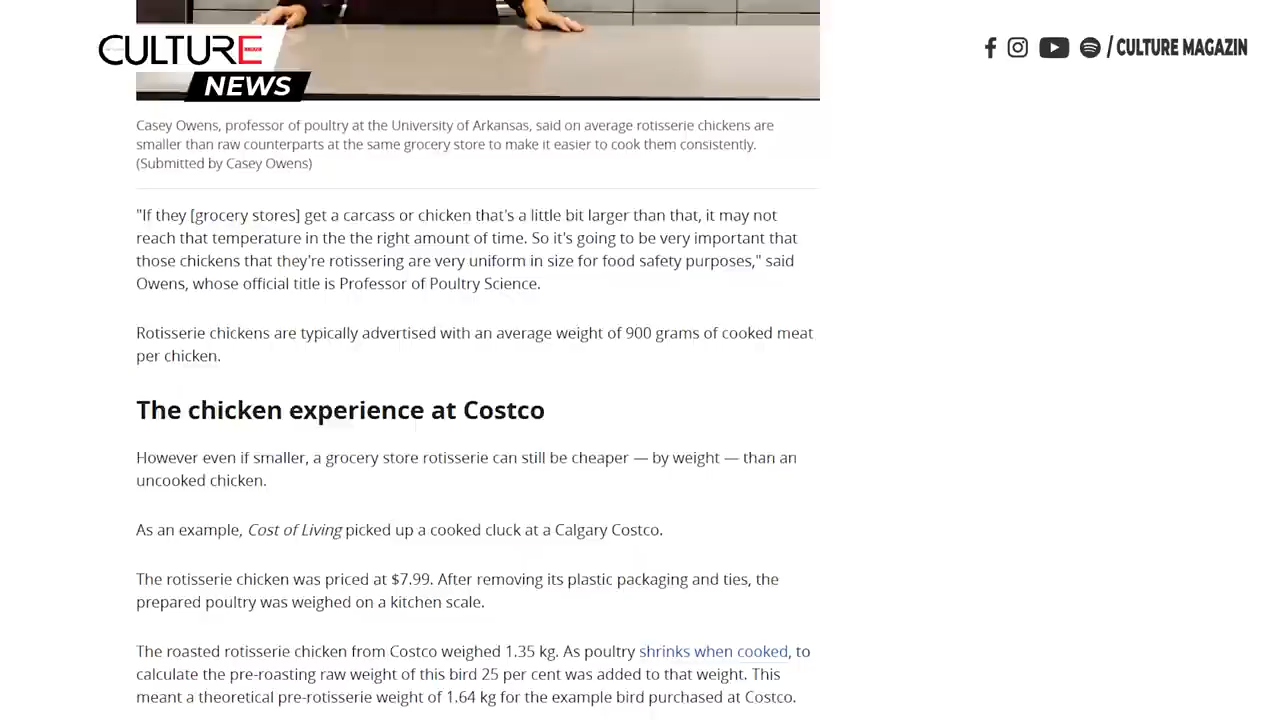 CULTURE
NEWS
/ CULTURE MAGAZIN
Casey Owens, professor of poultry at the University of Arkansas, said on average rotisserie chickens are
smaller than raw counterparts at the same grocery store to make it easier to cook them consistently.
(Submitted by Casey Owens)
"If they [grocery stores] get a carcass or chicken that's a little bit larger than that, it may not
reach that temperature in the the right amount of time. So it's going to be very important that
those chickens that they're rotissering are very uniform in size for food safety purposes," said
Owens, whose official title is Professor of Poultry Science.
Rotisserie chickens are typically advertised with an average weight of 900 grams of cooked meat
per chicken.
The chicken experience at Costco
However even if smaller, a grocery store rotisserie can still be cheaper — by weight — than an
uncooked chicken.
As an example, Cost of Living picked up a cooked cluck at a Calgary Costco.
The rotisserie chicken was priced at $7.99. After removing its plastic packaging and ties, the
prepared poultry was weighed on a kitchen scale.
The roasted rotisserie chicken from Costco weighed 1.35 kg. As poultry shrinks when cooked, to
calculate the pre-roasting raw weight of this bird 25 per cent was added to that weight. This
meant a theoretical pre-rotisserie weight of 1.64 kg for the example bird purchased at Costco.